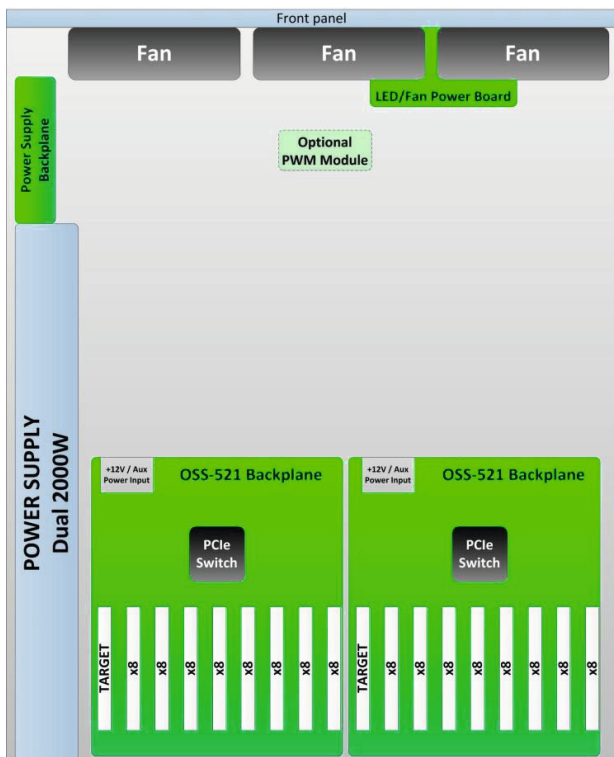 Front panel
Fan
Fan
Fan
LED/Fan Power Board
Power Supply
Backplane
Optional
PWM Module
POWER SUPPLY
Dual 2000W
+12V / Aux
Power Input
OSS-521 Backplane
PCIe
Switch
TARGET
x8
x8
x8
x8
x8
x8
x8
x8
+12V / Aux
Power Input
OSS-521 Backplane
PCIe
Switch
TARGET
x8
x8
x8
x8
x8
x8
x8
x8